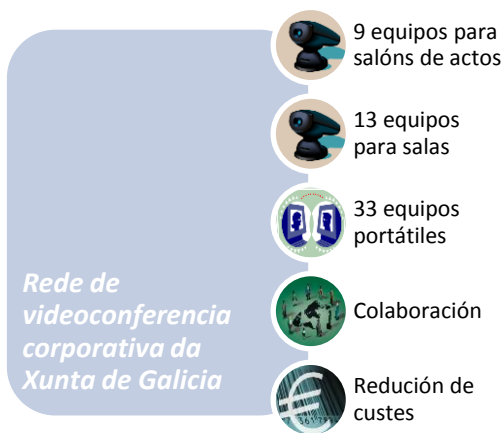 9 equipos para
salóns de actos
13 equipos
para salas
33 equipos
portátiles
Rede de
videoconferencia
corporativa da
Xunta de Galicia
Colaboración
Redución de
custes